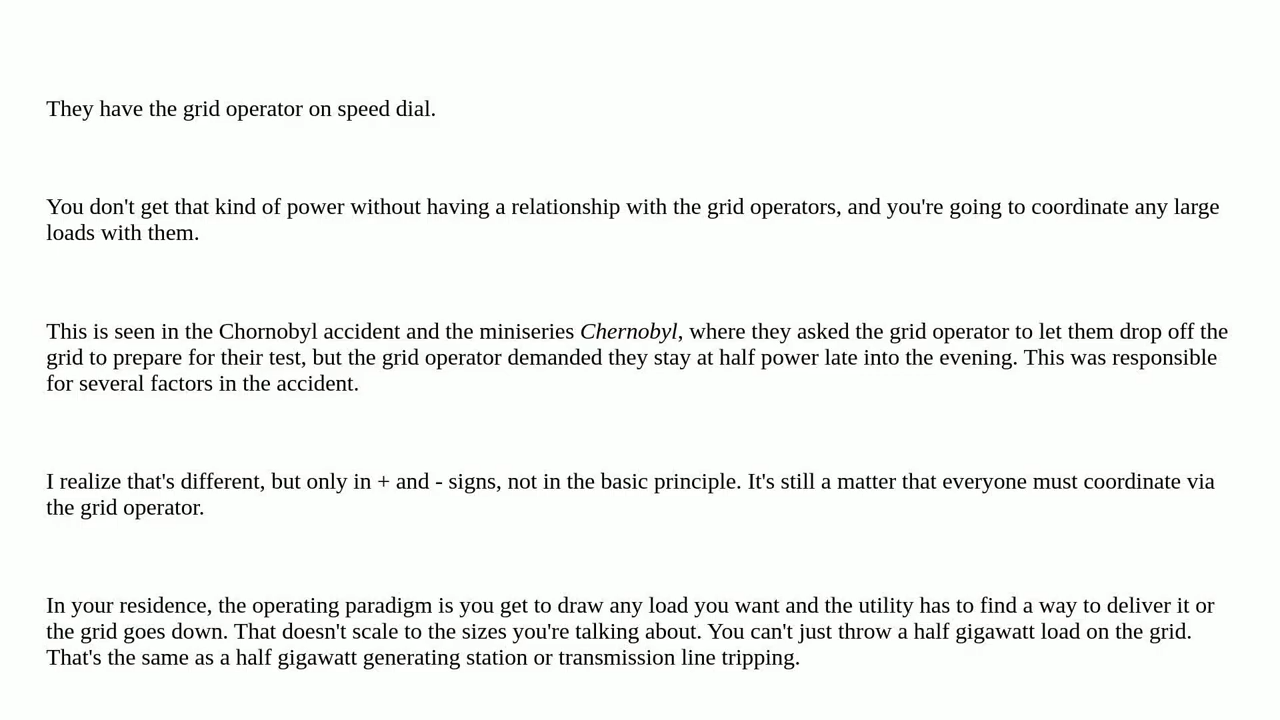 They have the grid operator on speed dial.
You don't get that kind of power without having a relationship with the grid operators, and you're going to coordinate any large
loads with them.
This is seen in the Chornobyl accident and the miniseries Chernobyl, where they asked the grid operator to let them drop off the
grid to prepare for their test, but the grid operator demanded they stay at half power late into the evening. This was responsible
for several factors in the accident.
I realize that's different, but only in + and - signs, not in the basic principle. It's still a matter that everyone must coordinate via
the grid operator.
In your residence, the operating paradigm is you get to draw any load you want and the utility has to find a way to deliver it or
the grid goes down. That doesn't scale to the sizes you're talking about. You can't just throw a half gigawatt load on the grid.
That's the same as a half gigawatt generating station or transmission line tripping.